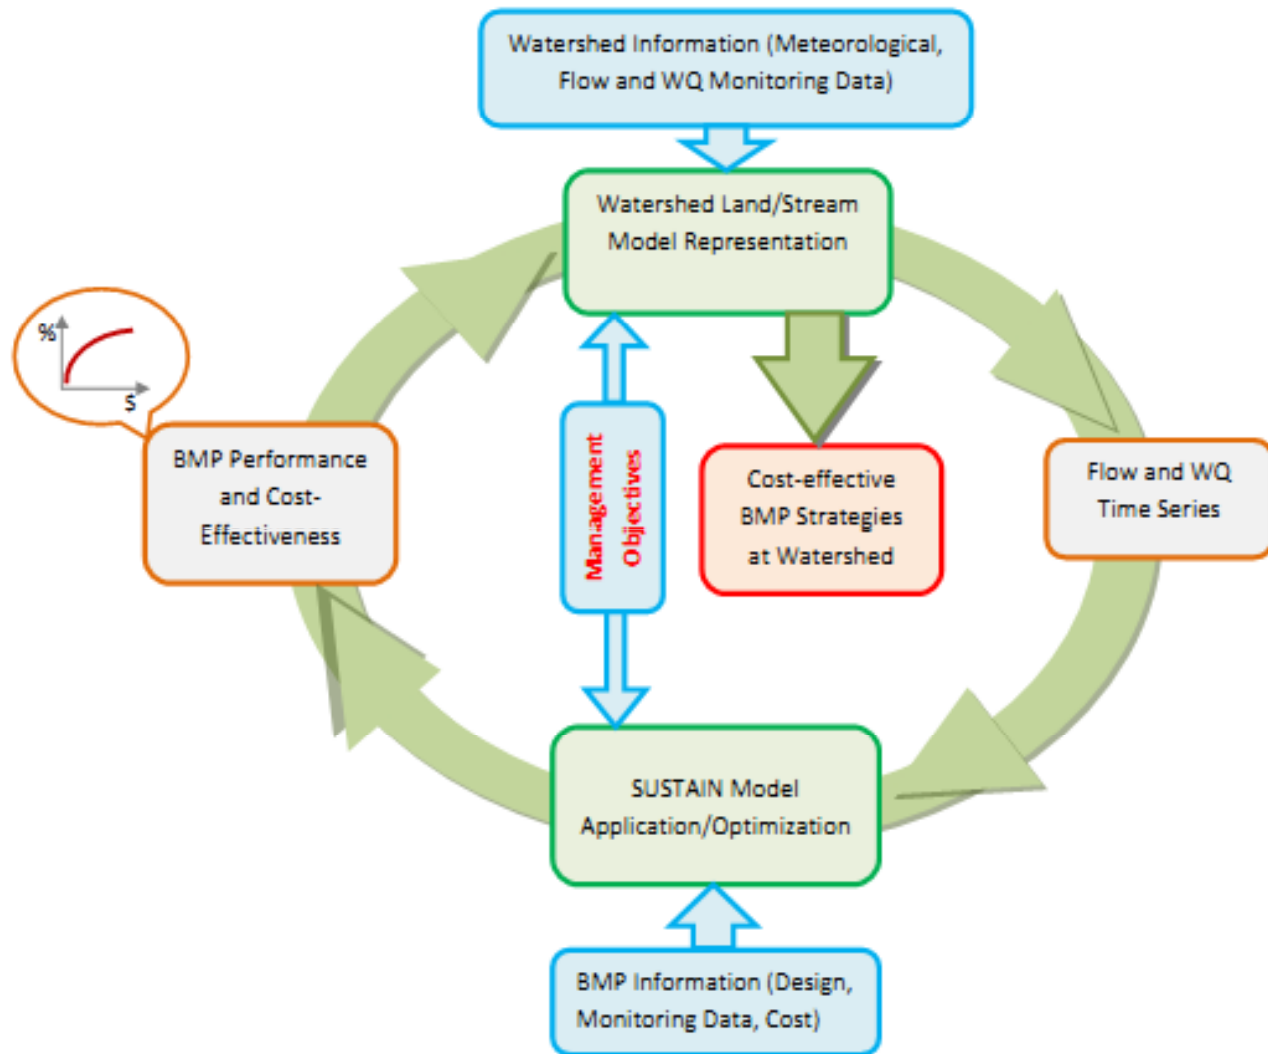 Watershed Information (Meteorological,
Flow and WQ Monitoring Data)
Watershed Land/Stream
Model Representation
%
$
BMP Performance
and Cost-
Effectiveness
Management
Objectives
Cost-effective
BMP Strategies
at Watershed
Flow and WQ
Time Series
SUSTAIN Model
Application/Optimization
BMP Information (Design,
Monitoring Data, Cost)